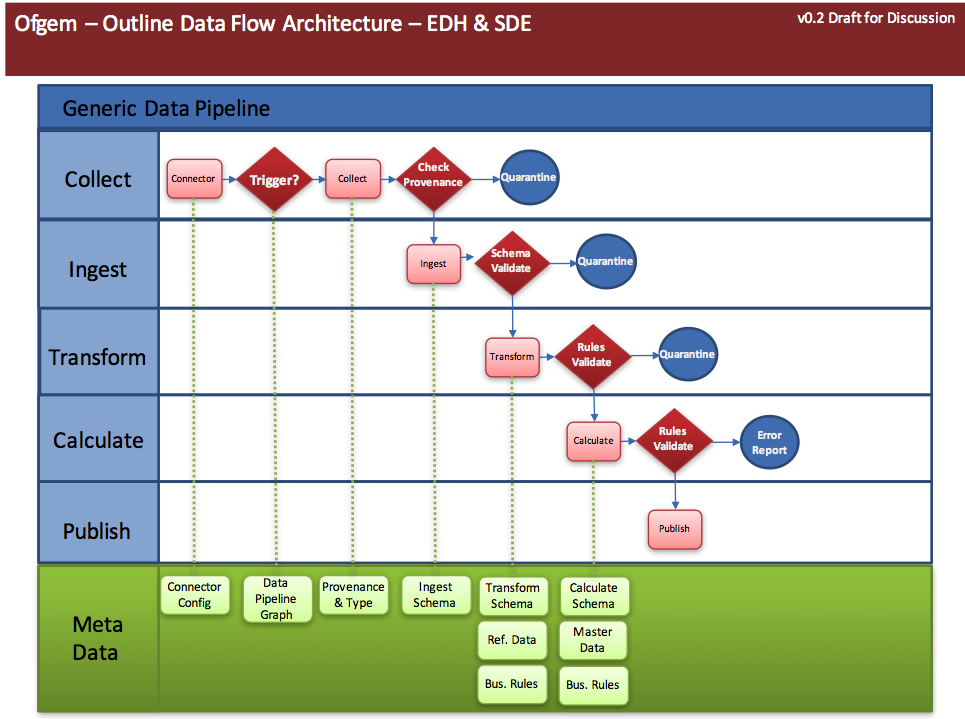 Ofgem – Outline Data Flow Architecture – EDH & SDE
v0.2 Draft for Discussion
Generic Data Pipeline
Collect
Connector
Trigger?
Collect
Check
Provenance
Quarantine
Ingest
Ingest
Schema
Validate
Quarantine
Transform
Transform
Rules
Validate
Quarantine
Calculate
Calculate
Rules
Validate
Error
Report
Publish
Publish
Meta
Data
Connector
Config
Data
Pipeline
Graph
Provenance
& Type
Ingest
Schema
Transform
Schema
Calculate
Schema
Ref. Data
Master
Data
Bus. Rules
Bus. Rules